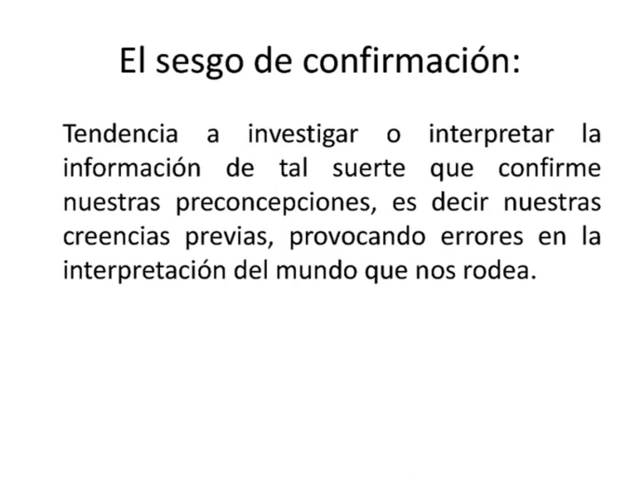 El sesgo de confirmación:
Tendencia a investigar o interpretar la
información de tal suerte que confirme
nuestras preconcepciones, es decir nuestras
creencias previas, provocando errores en la
interpretación del mundo que nos rodea.